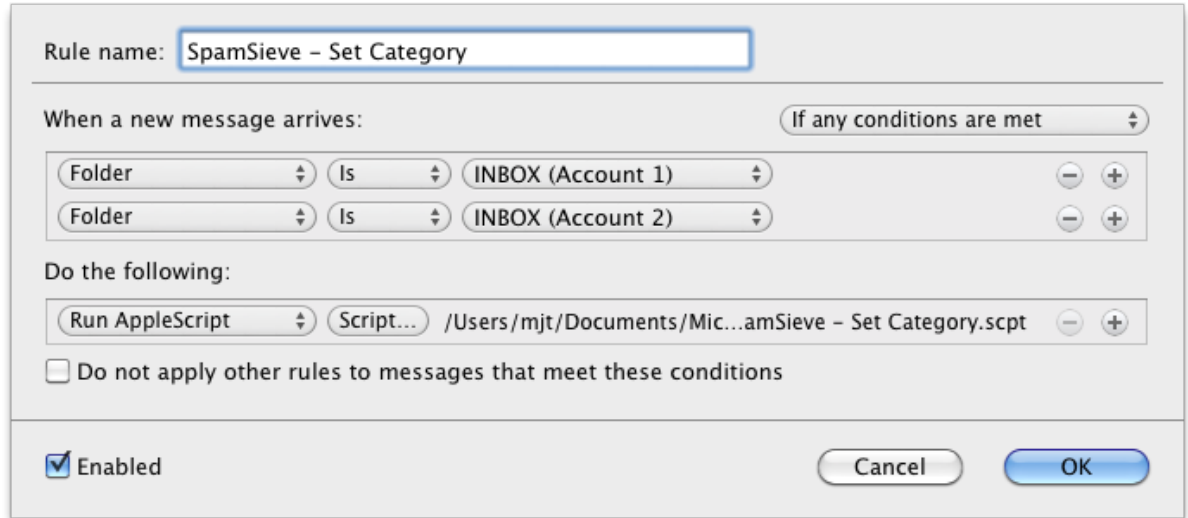 Rule name: SpamSieve – Set Category
When a new message arrives: If any conditions are met
Folder Is INBOX (Account 1)
Folder Is INBOX (Account 2)
Do the following:
Run AppleScript Script... /Users/mjt/Documents/Mic...amSieve – Set Category.scpt
Do not apply other rules to messages that meet these conditions
Enabled Cancel OK